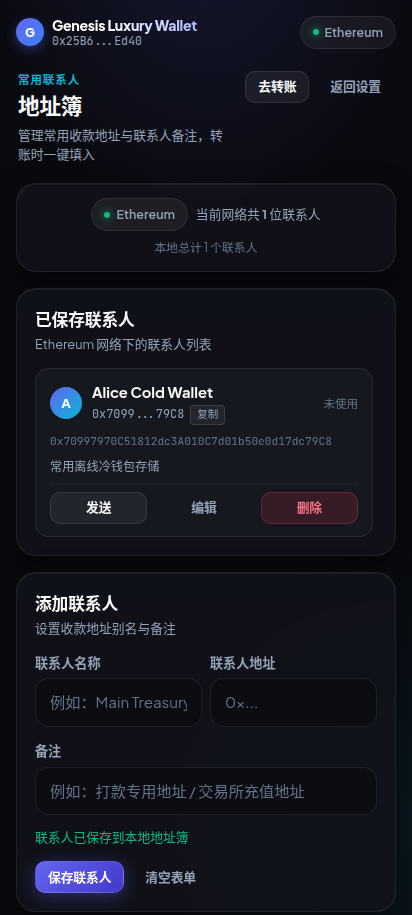 G
Genesis Luxury Wallet
0x25B6...Ed40
Ethereum
常用联系人
地址簿
管理常用收款地址与联系人备注，转
账时一键填入
去转账
返回设置
Ethereum
当前网络共 1 位联系人
本地总计 1 个联系人
已保存联系人
Ethereum 网络下的联系人列表
A
Alice Cold Wallet
0x7099...79C8
复制
未使用
0x70997970C51812dc3A010C7d01b50e0d17dc79C8
常用离线冷钱包存储
发送
编辑
删除
添加联系人
设置收款地址别名与备注
联系人名称
联系人地址
例如：Main Treasury
0x...
备注
例如：打款专用地址 / 交易所充值地址
联系人已保存到本地地址簿
保存联系人
清空表单